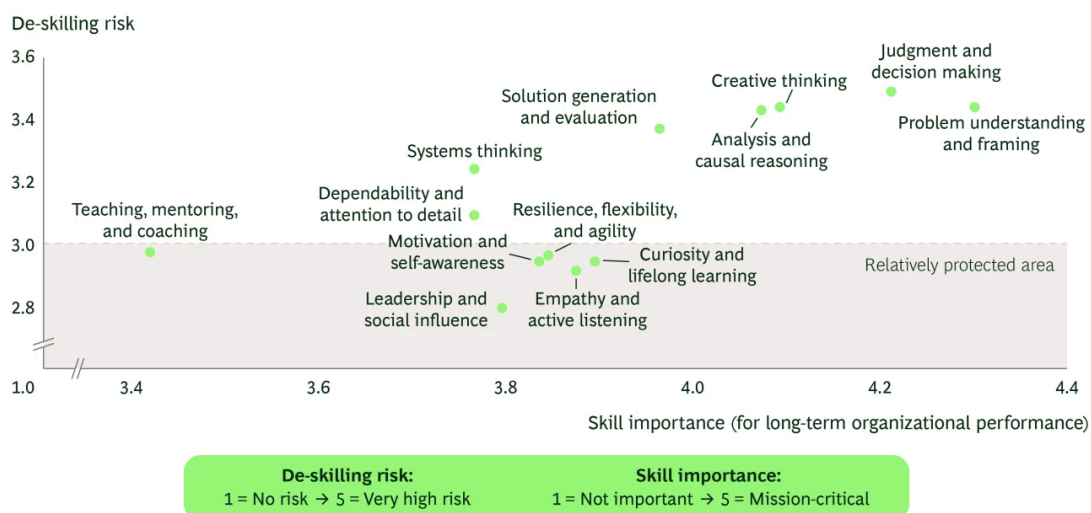 De-skilling risk
3.6
3.4
3.2
3.0
2.8
1.0
Judgment and
decision making
Creative thinking
Problem understanding
and framing
Solution generation
and evaluation
Analysis and
causal reasoning
Systems thinking
Dependability and
attention to detail
Teaching, mentoring,
and coaching
Resilience, flexibility,
and agility
Motivation and
self-awareness
Curiosity and
lifelong learning
Relatively protected area
Leadership and
social influence
Empathy and
active listening
3.4
3.6
3.8
4.0
4.2
4.4
Skill importance (for long-term organizational performance)
De-skilling risk:
1 = No risk → 5 = Very high risk
Skill importance:
1 = Not important → 5 = Mission-critical